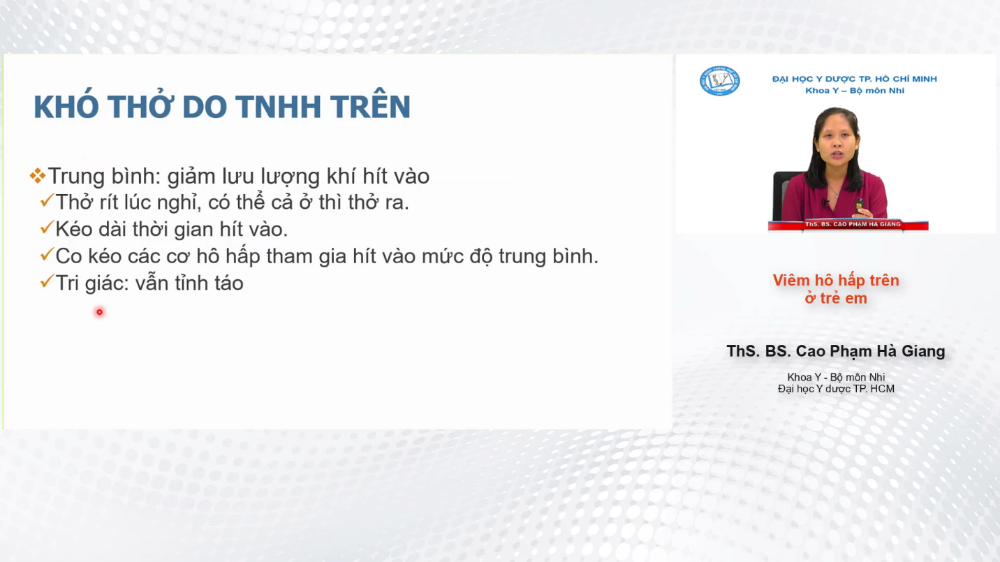 KHÓ THỞ DO TNHH TRÊN
Trung bình: giảm lưu lượng khí hít vào
Thở rít lúc nghỉ, có thể cả ở thì thở ra.
Kéo dài thời gian hít vào.
Co kéo các cơ hô hấp tham gia hít vào mức độ trung bình.
Tri giác: vẫn tỉnh táo
ĐẠI HỌC Y DƯỢC TP. HỒ CHÍ MINH
Khoa Y – Bộ môn Nhi
ThS. BS. CAO PHẠM HÀ GIANG
Viêm hô hấp trên
ở trẻ em
ThS. BS. Cao Phạm Hà Giang
Khoa Y - Bộ môn Nhi
Đại học Y dược TP. HCM